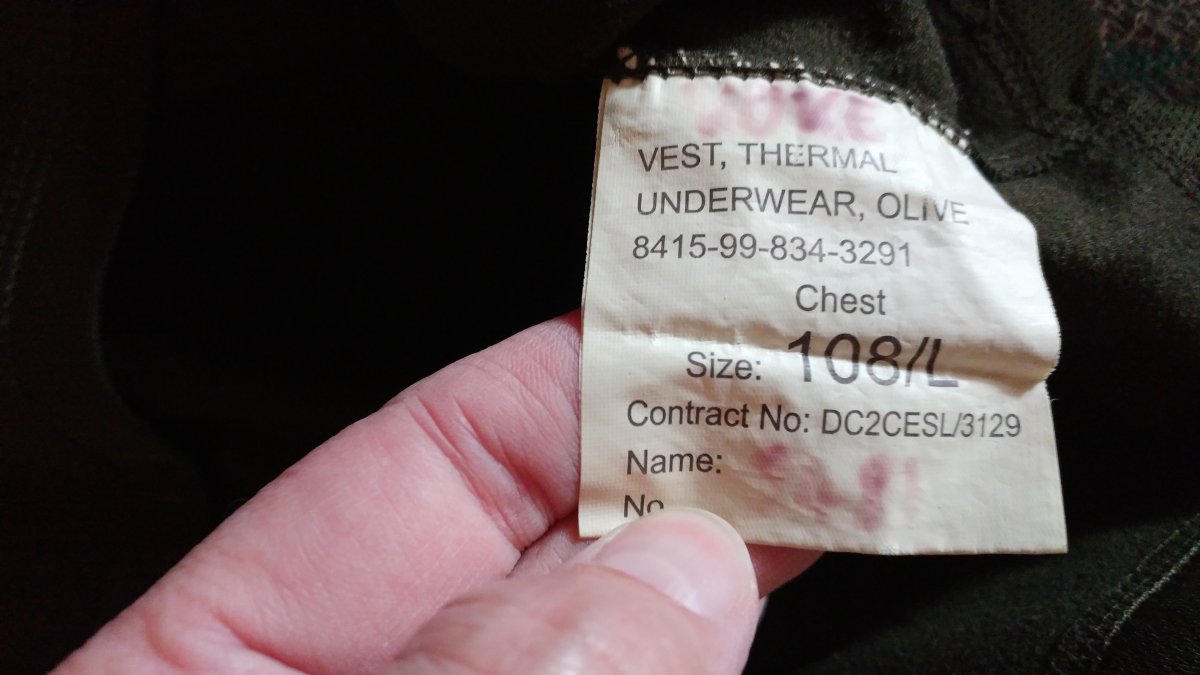 VEST, THERMAL
UNDERWEAR, OLIVE
8415-99-834-3291
Chest
Size: 108/L
Contract No: DC2CESL/3129
Name:
No